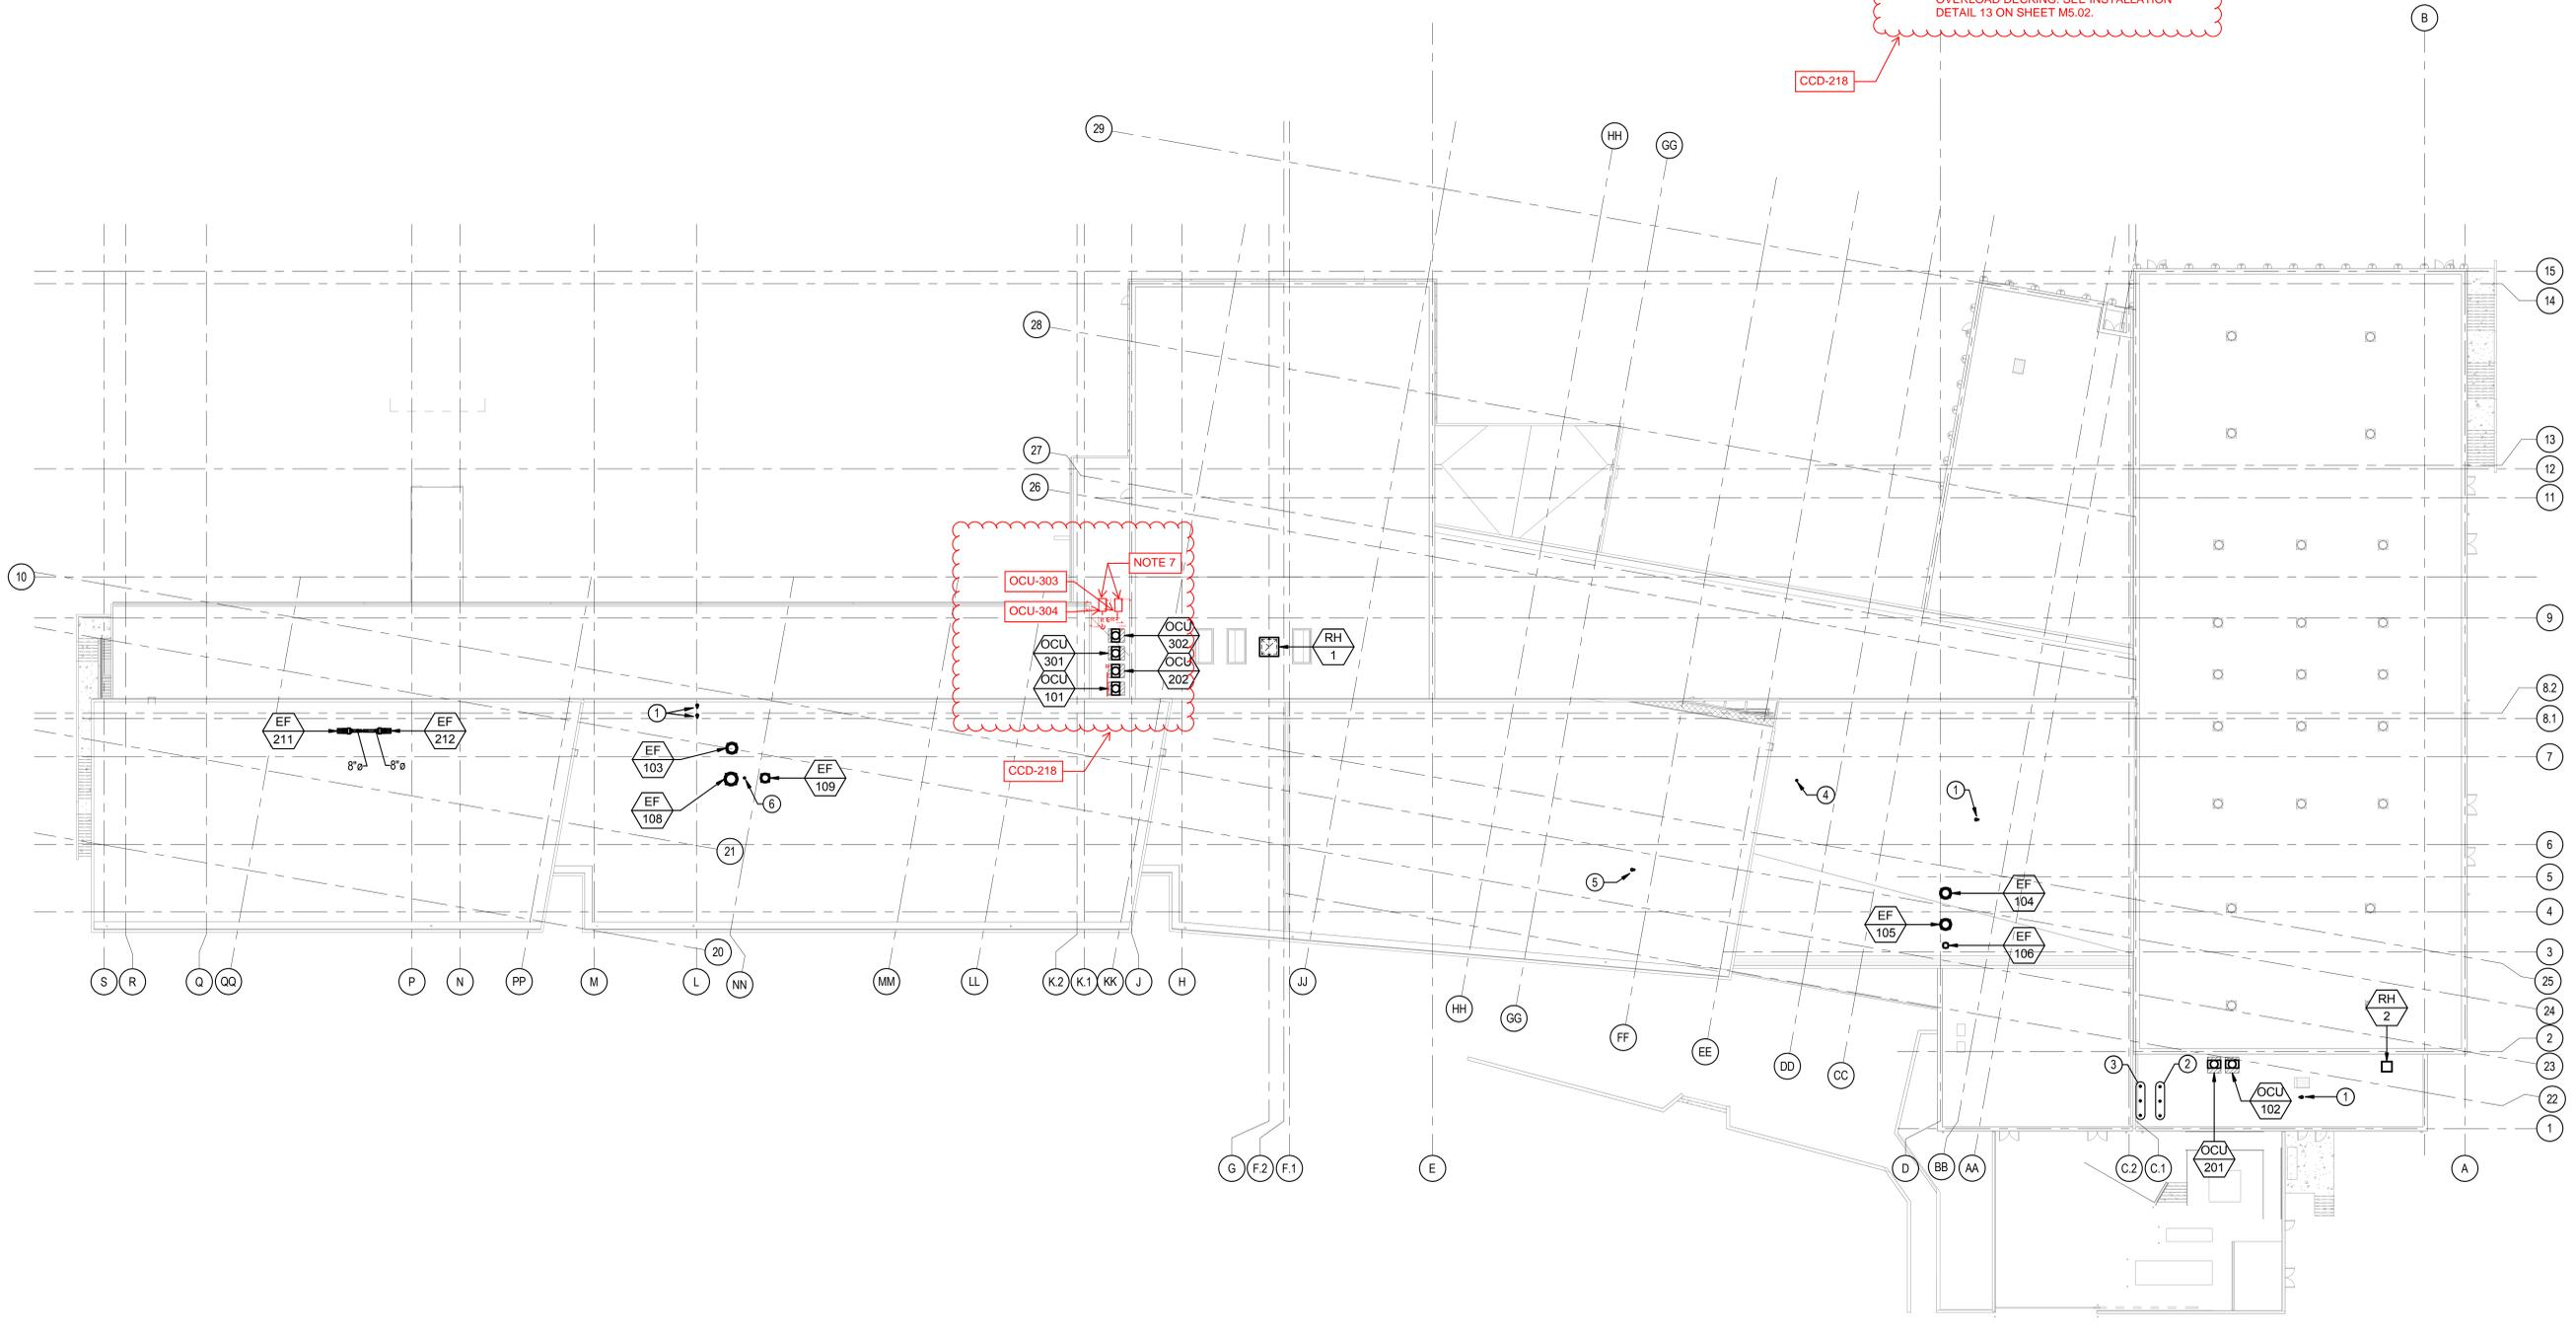 OVERLOAD DECKING. SEE INSTALLATION
DETAIL 13 ON SHEET M5.02.
B
CCD-218
29
HH
GG
15
14
28
13
27
12
26
11
NOTE 7
10
OCU-303
OCU-304
9
OCU
302
OCU
301
RH
1
OCU
202
OCU
101
8.2
1
8.1
EF
211
EF
212
8"ø
8"ø
EF
103
7
CCD-218
EF
109
6
EF
108
4
1
21
6
5
5
EF
104
4
EF
105
EF
106
20
3
S
R
Q
QQ
P
N
PP
M
L
NN
MM
LL
K.2
K.1
KK
J
H
JJ
25
HH
GG
FF
EE
DD
CC
RH
2
24
2
23
3
2
OCU
102
1
22
1
OCU
201
G
F.2
F.1
E
D
BB
AA
C.2
C.1
A